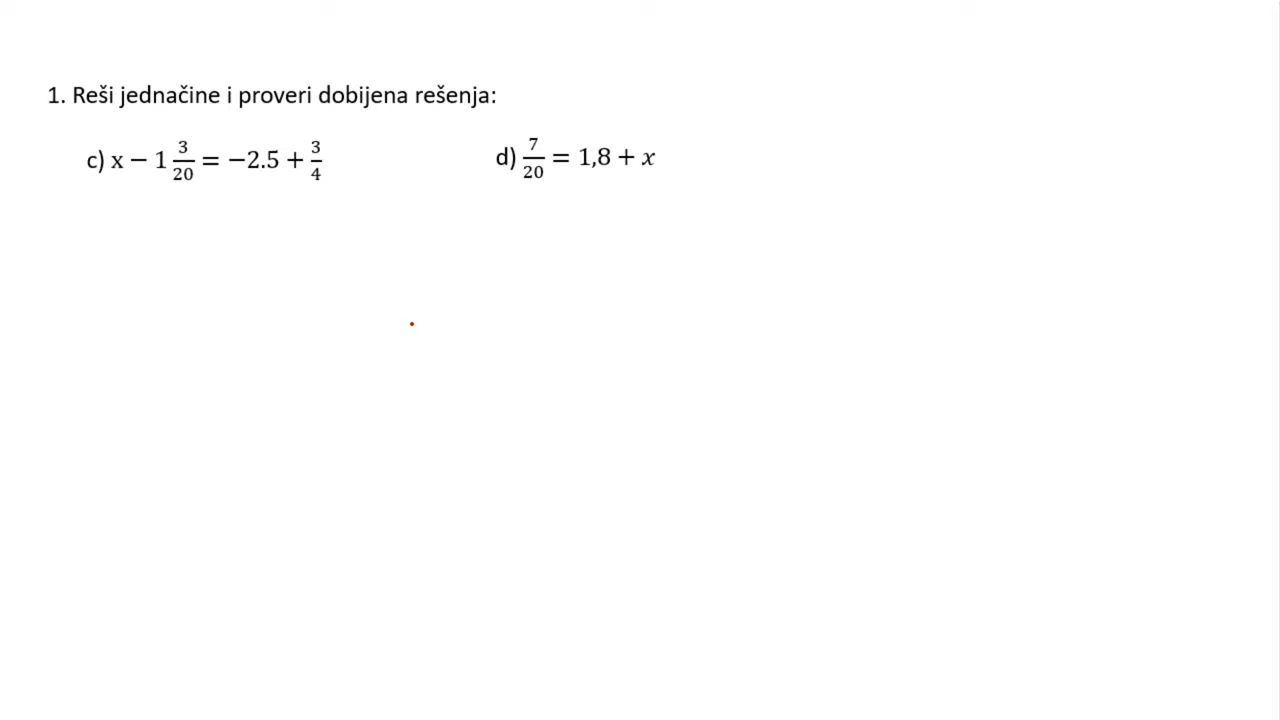 1. Reši jednačine i proveri dobijena rešenja:
c) x − 1 3/20 = −2.5 + 3/4
d) 7/20 = 1,8 + x